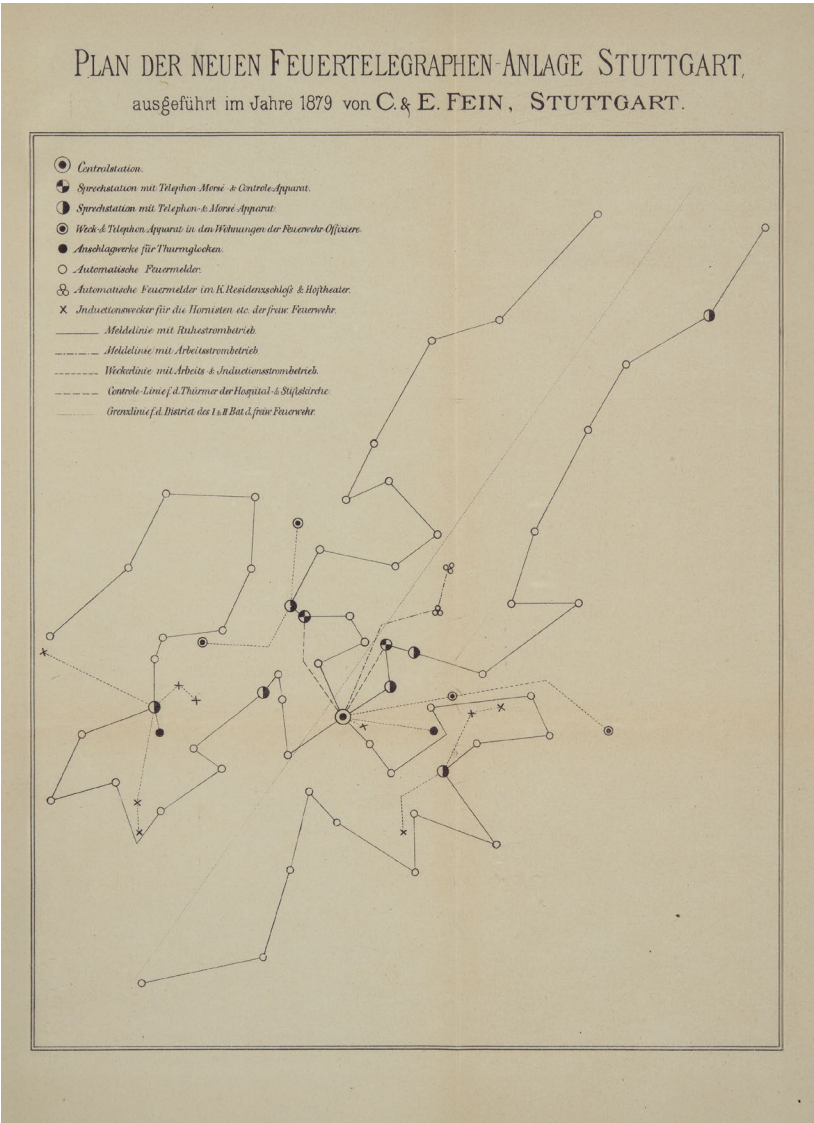 PLAN DER NEUEN FEUERTELEGRAPHEN-ANLAGE STUTTGART,
ausgeführt im Jahre 1879 von C. & E. FEIN, STUTTGART.
Centralstation.
Sprechstation mit Telephon-Morsé-& Controle-Apparat.
Sprechstation mit Telephon-& Morsé-Apparat.
Weck-& Telephon Apparat in den Wohnungen der Feuerwehr-Offiziere.
Anschlagwerke für Thurmglocken.
Automatische Feuermelder.
Automatische Feuermelder im K. Residenzschloß & Hoftheater.
Inductionswecker für die Hornisten etc. der freiw. Feuerwehr.
Meldelinie mit Ruhestrombetrieb.
Meldelinie mit Arbeitsstrombetrieb.
Weckerlinie mit Arbeits-& Inductionsstrombetrieb.
Controle-Linie f. d. Thürmer der Hospital-& Stiftskirche.
Grenzlinie f. d. District des I & II Bat. d. freiw. Feuerwehr.